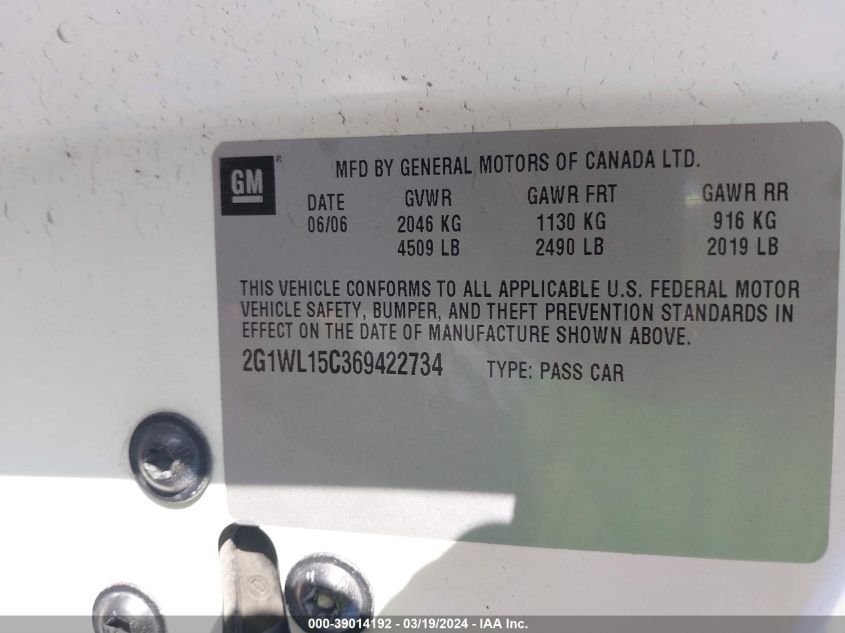 GM ®
MFD BY GENERAL MOTORS OF CANADA LTD.
DATE GVWR GAWR FRT GAWR RR
06/06 2046 KG 1130 KG 916 KG
4509 LB 2490 LB 2019 LB
THIS VEHICLE CONFORMS TO ALL APPLICABLE U.S. FEDERAL MOTOR
VEHICLE SAFETY, BUMPER, AND THEFT PREVENTION STANDARDS IN
EFFECT ON THE DATE OF MANUFACTURE SHOWN ABOVE.
2G1WL15C369422734 TYPE: PASS CAR
000-39014192 - 03/19/2024 - IAA Inc.